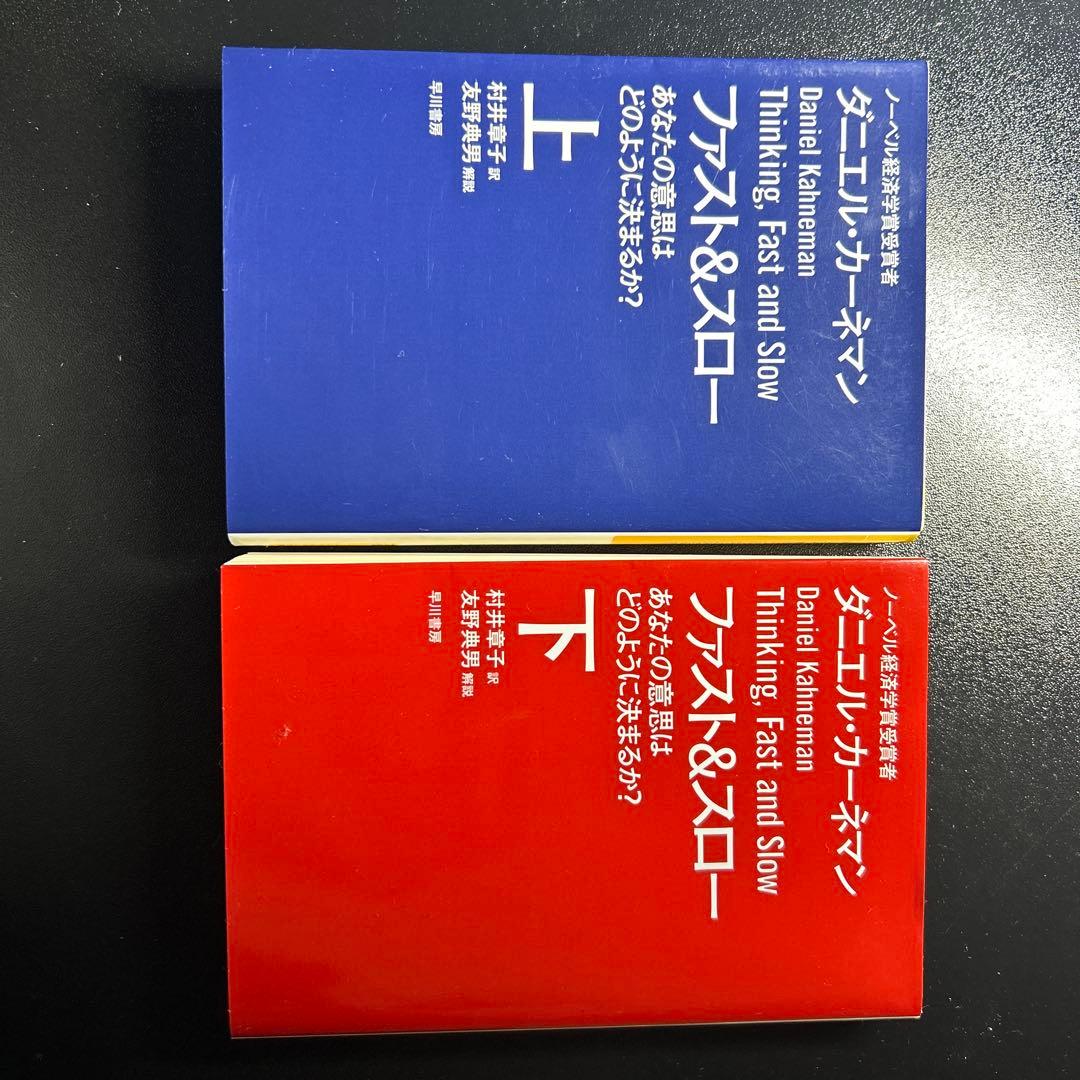 ノーベル経済学賞受賞者
ダニエル・カーネマン
Daniel Kahneman
Thinking, Fast and Slow
ファスト&スロー
あなたの意思は
どのように決まるか?
上
村井章子 訳
友野典男 解説
早川書房
ノーベル経済学賞受賞者
ダニエル・カーネマン
Daniel Kahneman
Thinking, Fast and Slow
ファスト&スロー
あなたの意思は
どのように決まるか?
下
村井章子 訳
友野典男 解説
早川書房